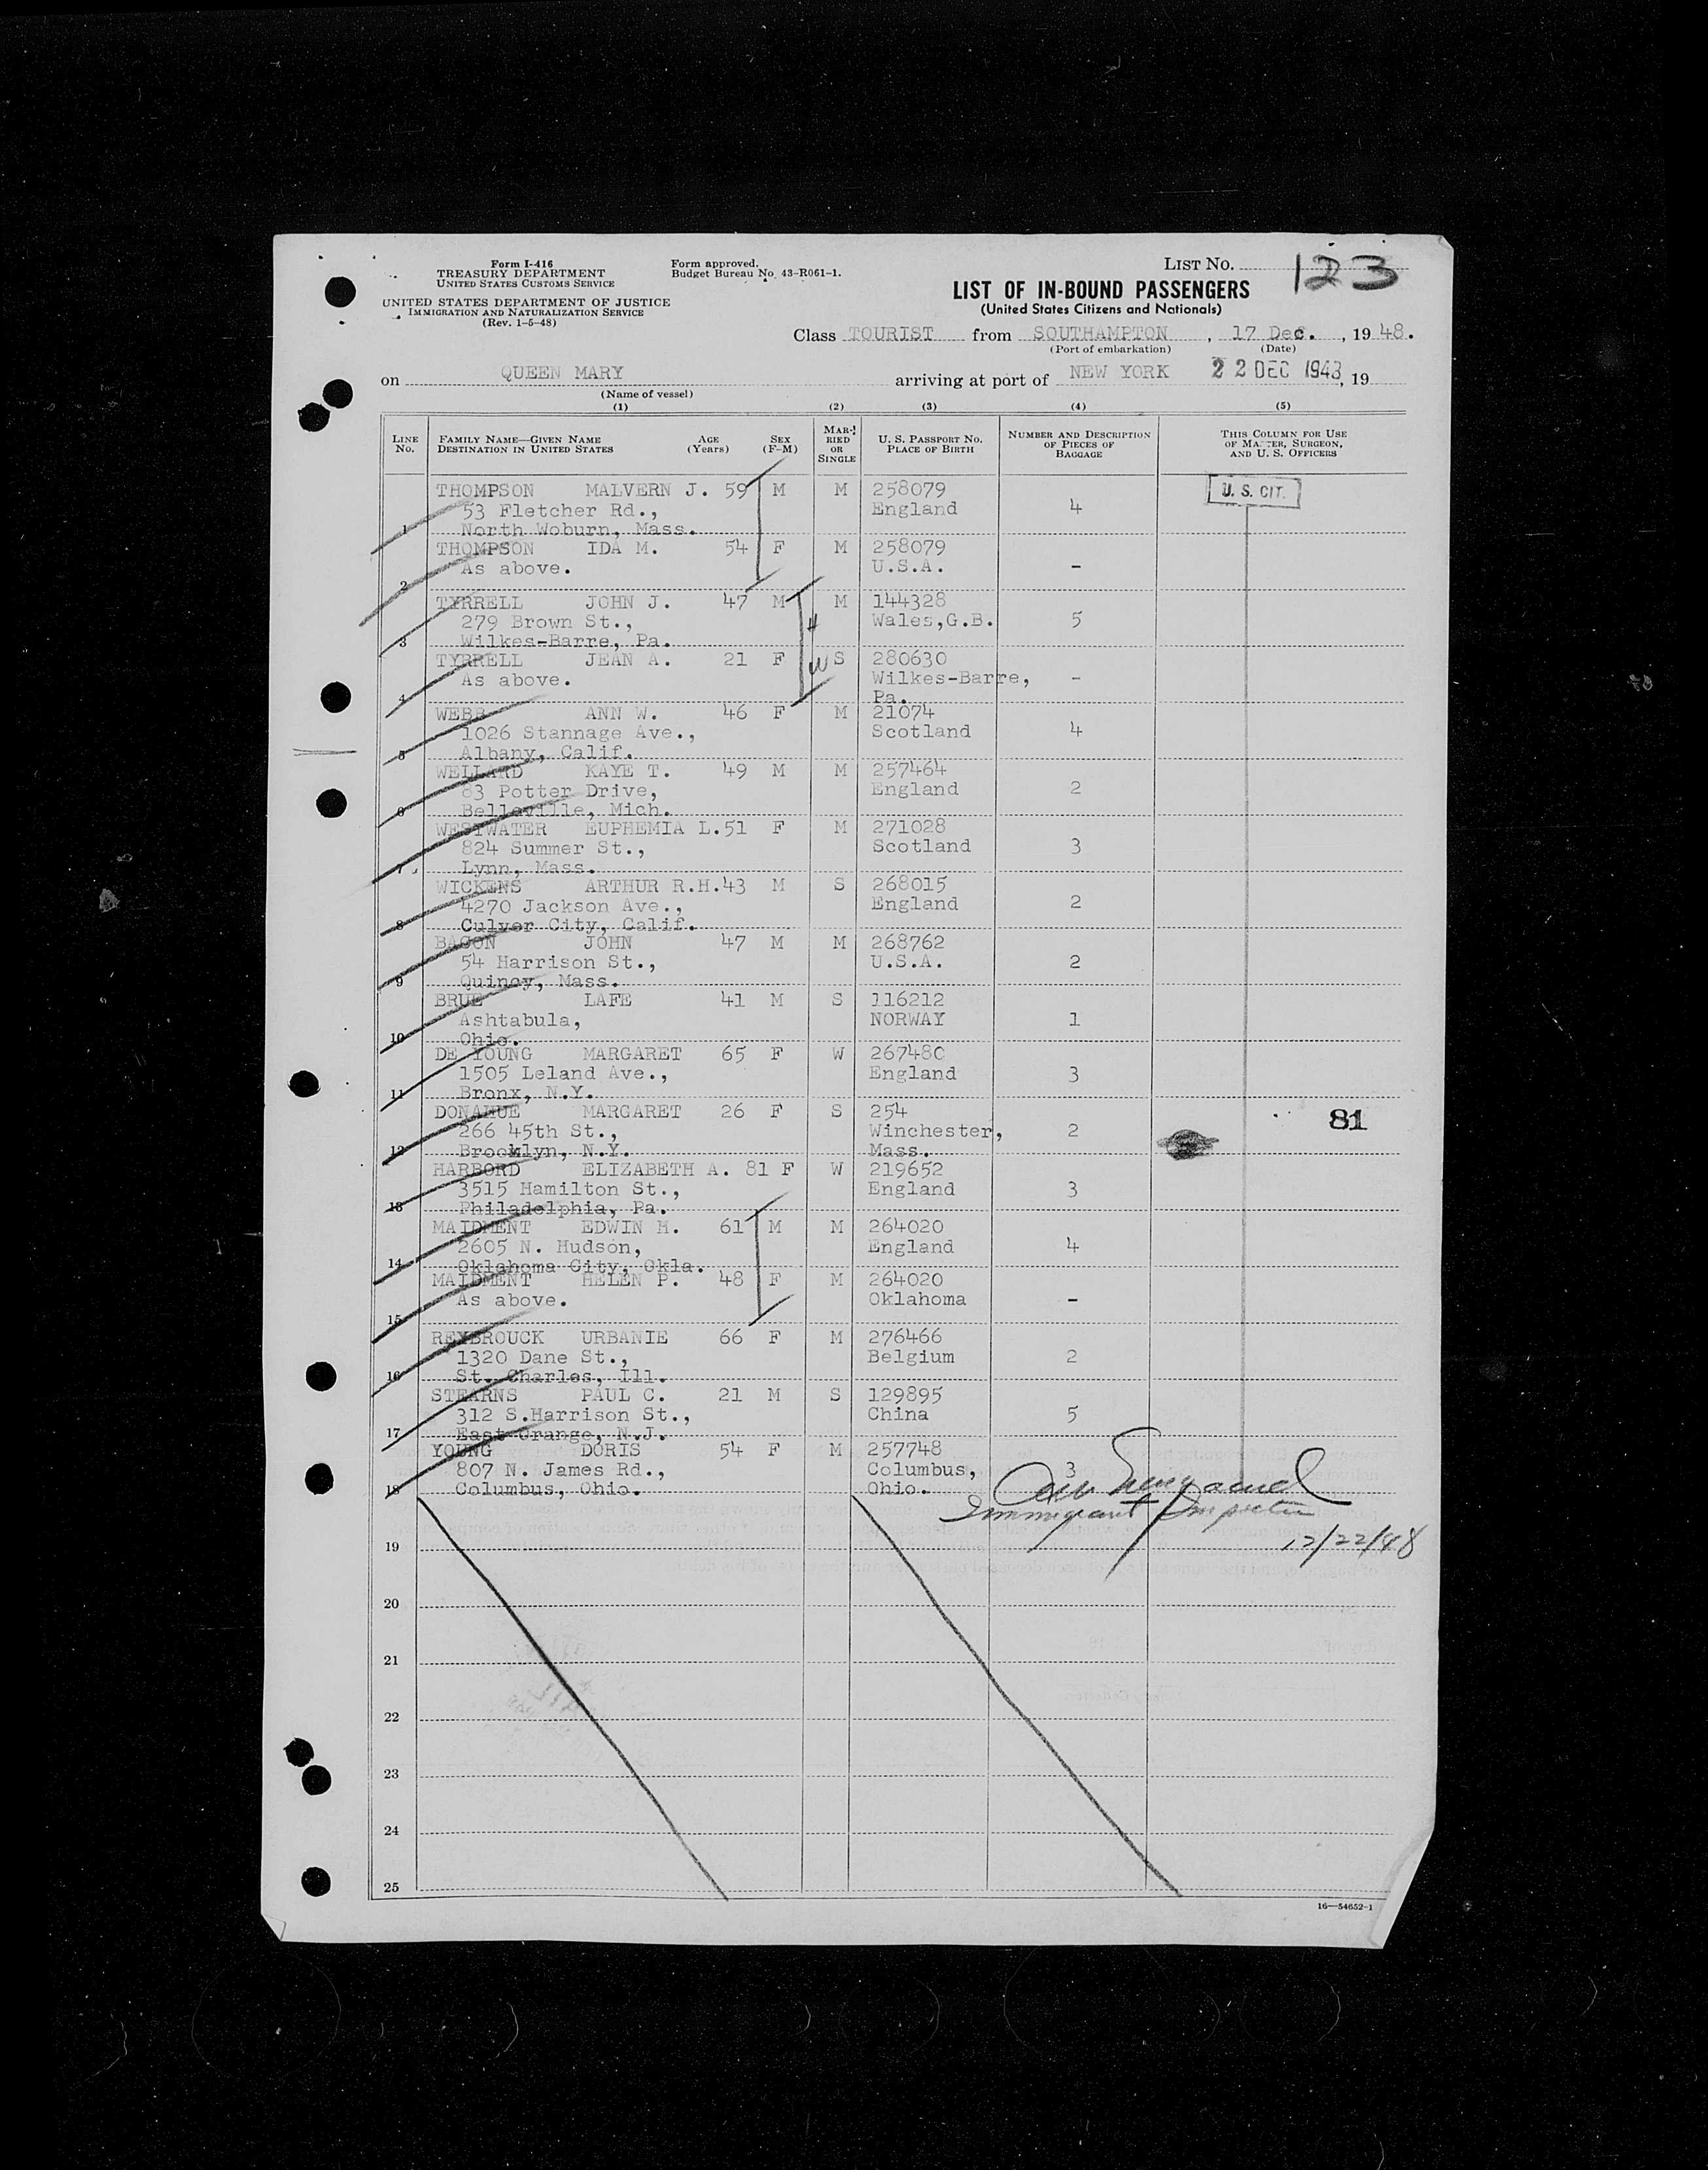 Form I-416
TREASURY DEPARTMENT
UNITED STATES CUSTOMS SERVICE
UNITED STATES DEPARTMENT OF JUSTICE
IMMIGRATION AND NATURALIZATION SERVICE
(Rev. 1-5-48)
Form approved.
Budget Bureau No. 43-R061-1.
LIST NO. 123
LIST OF IN-BOUND PASSENGERS
(United States Citizens and Nationals)
Class TOURIST from SOUTHAMPTON, 17 Dec., 1948.
(Port of embarkation) (Date)
on QUEEN MARY arriving at port of NEW YORK 22 DEC 1948, 19
(Name of vessel)
(1) (2) (3) (4) (5)
LINE No. FAMILY NAME—GIVEN NAME DESTINATION IN UNITED STATES AGE (Years) SEX (F-M) MARRIED OR SINGLE U. S. PASSPORT NO. PLACE OF BIRTH NUMBER AND DESCRIPTION OF PIECES OF BAGGAGE THIS COLUMN FOR USE OF MASTER, SURGEON, AND U. S. OFFICERS
THOMPSON MALVERN J. 59 M M 258079 U. S. CIT.
53 Fletcher Rd., England 4
1 North Woburn, Mass.
THOMPSON IDA M. 54 F M 258079
As above. U.S.A. -
2
TYRRELL JOHN J. 47 M M 144328
279 Brown St., Wales,G.B. 5
3 Wilkes-Barre, Pa.
TYRRELL JEAN A. 21 F S 280630
As above. Wilkes-Barre, -
4 Pa.
WEBB ANN W. 46 F M 21074
1026 Stannage Ave., Scotland 4
5 Albany, Calif.
WELLARD KAYE T. 49 M M 257464
83 Potter Drive, England 2
6 Belleville, Mich.
WESTWATER EUPHEMIA L. 51 F M 271028
824 Summer St., Scotland 3
7 Lynn, Mass.
WICKENS ARTHUR R.H. 43 M S 268015
4270 Jackson Ave., England 2
8 Culver City, Calif.
BACON JOHN 47 M M 268762
54 Harrison St., U.S.A. 2
9 Quincy, Mass.
BRUE LAFE 41 M S 116212
Ashtabula, NORWAY 1
10 Ohio.
DE YOUNG MARGARET 65 F W 267480
1505 Leland Ave., England 3
11 Bronx, N.Y.
DONAHUE MARGARET 26 F S 254 81
266 45th St., Winchester, 2
12 Brooklyn, N.Y. Mass.
HARBORD ELIZABETH A. 81 F W 219652
3515 Hamilton St., England 3
13 Philadelphia, Pa.
MAIDMENT EDWIN H. 61 M M 264020
2605 N. Hudson, England 4
14 Oklahoma City, Okla.
MAIDMENT HELEN P. 48 F M 264020
As above. Oklahoma -
15
REYBROUCK URBANIE 66 F M 276466
1320 Dane St., Belgium 2
16 St. Charles, Ill.
STEARNS PAUL C. 21 M S 129895
312 S.Harrison St., China 5
17 East Orange, N.J.
YOUNG DORIS 54 F M 257748
807 N. James Rd., Columbus, 3
18 Columbus, Ohio. Ohio.
Immigrant Inspector
12/22/48
19
20
21
22
23
24
25
16—54652-1